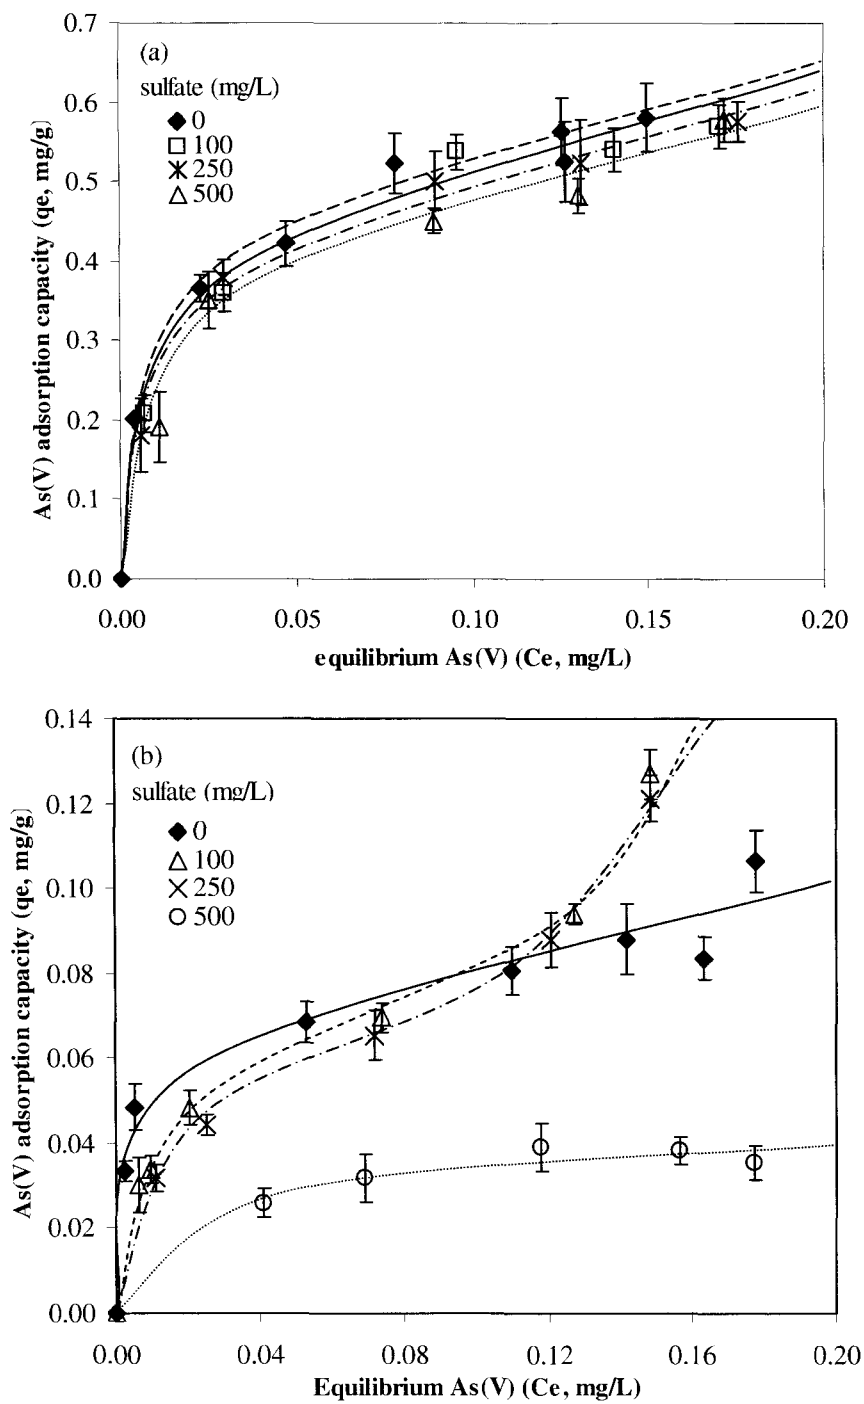 0.7
(a)
sulfate (mg/L)
0
100
250
500
0.6
0.5
0.4
0.3
0.2
0.1
0.0
As(V) adsorption capacity (qe, mg/g)
0.00 0.05 0.10 0.15 0.20
equilibrium As(V) (Ce, mg/L)
0.14
(b)
sulfate (mg/L)
0
100
250
500
0.12
0.10
0.08
0.06
0.04
0.02
0.00
As(V) adsorption capacity (qe, mg/g)
0.00 0.04 0.08 0.12 0.16 0.20
Equilibrium As(V) (Ce, mg/L)